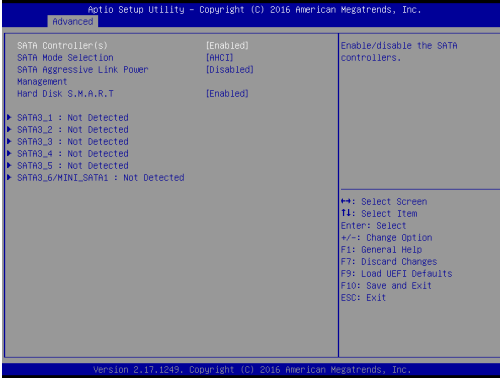 Aptio Setup Utility – Copyright (C) 2016 American Megatrends, Inc.
Advanced
SATA Controller(s) [Enabled]
SATA Mode Selection [AHCI]
SATA Aggressive Link Power [Disabled]
Management
Hard Disk S.M.A.R.T [Enabled]
▶ SATA3_1 : Not Detected
▶ SATA3_2 : Not Detected
▶ SATA3_3 : Not Detected
▶ SATA3_4 : Not Detected
▶ SATA3_5 : Not Detected
▶ SATA3_6/MINI_SATA1 : Not Detected
Enable/disable the SATA
controllers.
↔: Select Screen
↑↓: Select Item
Enter: Select
+/-: Change Option
F1: General Help
F7: Discard Changes
F9: Load UEFI Defaults
F10: Save and Exit
ESC: Exit
Version 2.17.1249. Copyright (C) 2016 American Megatrends, Inc.